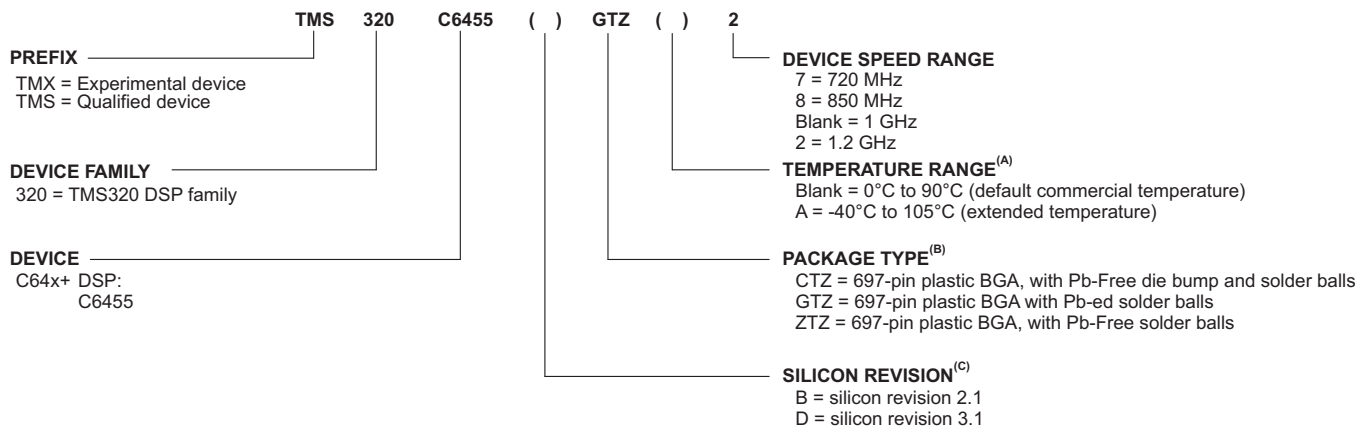 TMS 320 C6455 ( ) GTZ ( ) 2
PREFIX
TMX = Experimental device
TMS = Qualified device
DEVICE FAMILY
320 = TMS320 DSP family
DEVICE
C64x+ DSP:
C6455
DEVICE SPEED RANGE
7 = 720 MHz
8 = 850 MHz
Blank = 1 GHz
2 = 1.2 GHz
TEMPERATURE RANGE(A)
Blank = 0°C to 90°C (default commercial temperature)
A = -40°C to 105°C (extended temperature)
PACKAGE TYPE(B)
CTZ = 697-pin plastic BGA, with Pb-Free die bump and solder balls
GTZ = 697-pin plastic BGA with Pb-ed solder balls
ZTZ = 697-pin plastic BGA, with Pb-Free solder balls
SILICON REVISION(C)
B = silicon revision 2.1
D = silicon revision 3.1